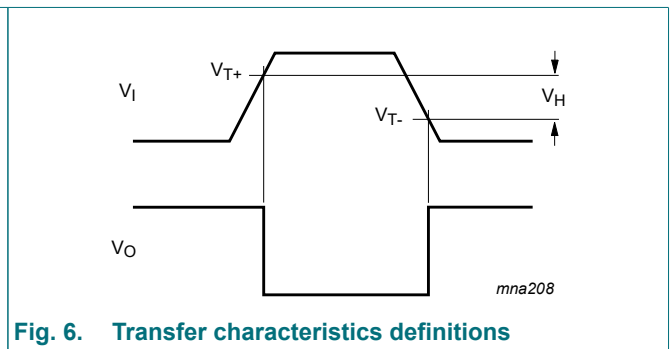 VT+
VI
VH
VT-
VO
mna208
Fig. 6. Transfer characteristics definitions